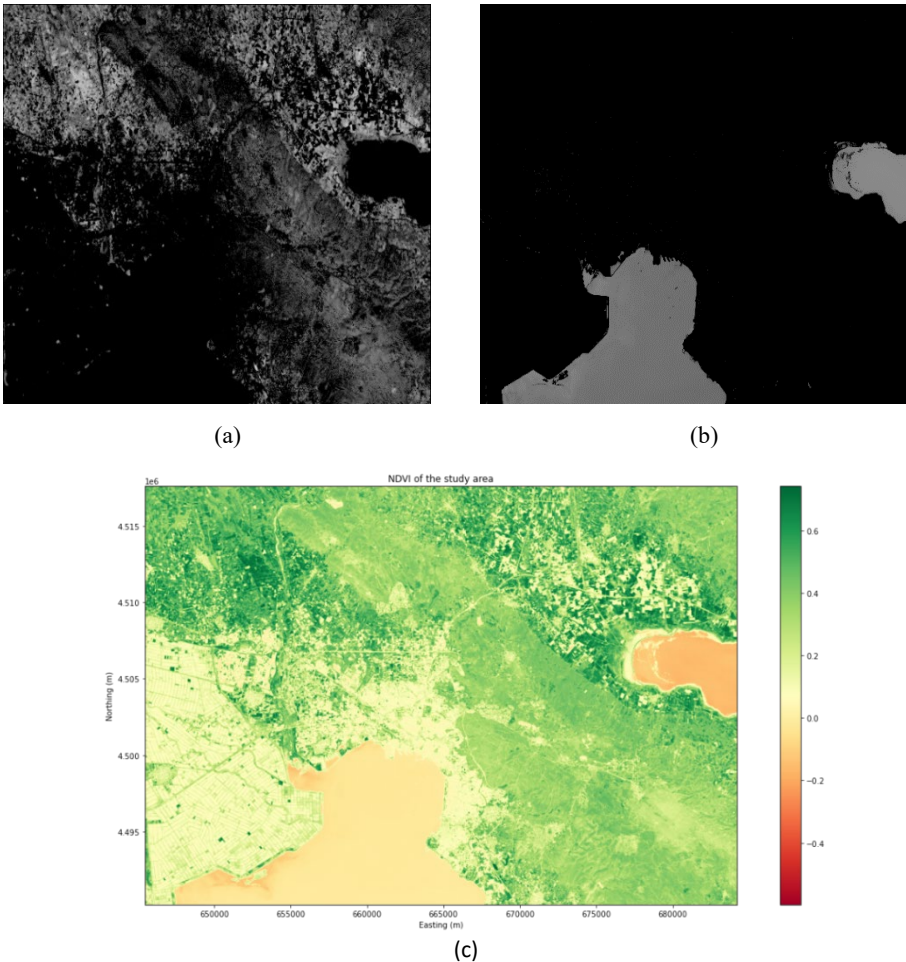 (a)
(b)
NDVI of the study area
1e6
4.515
4.510
4.505
4.500
4.495
Northing (m)
650000 655000 660000 665000 670000 675000 680000
Easting (m)
0.6
0.4
0.2
0.0
−0.2
−0.4
(c)